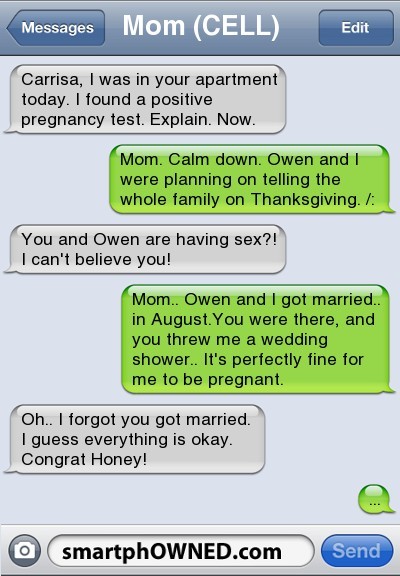 Messages Mom (CELL) Edit
Carrisa, I was in your apartment
today. I found a positive
pregnancy test. Explain. Now.
Mom. Calm down. Owen and I
were planning on telling the
whole family on Thanksgiving. /:
You and Owen are having sex?!
I can't believe you!
Mom.. Owen and I got married..
in August.You were there, and
you threw me a wedding
shower.. It's perfectly fine for
me to be pregnant.
Oh.. I forgot you got married.
I guess everything is okay.
Congrat Honey!
...
smartphOWNED.com Send